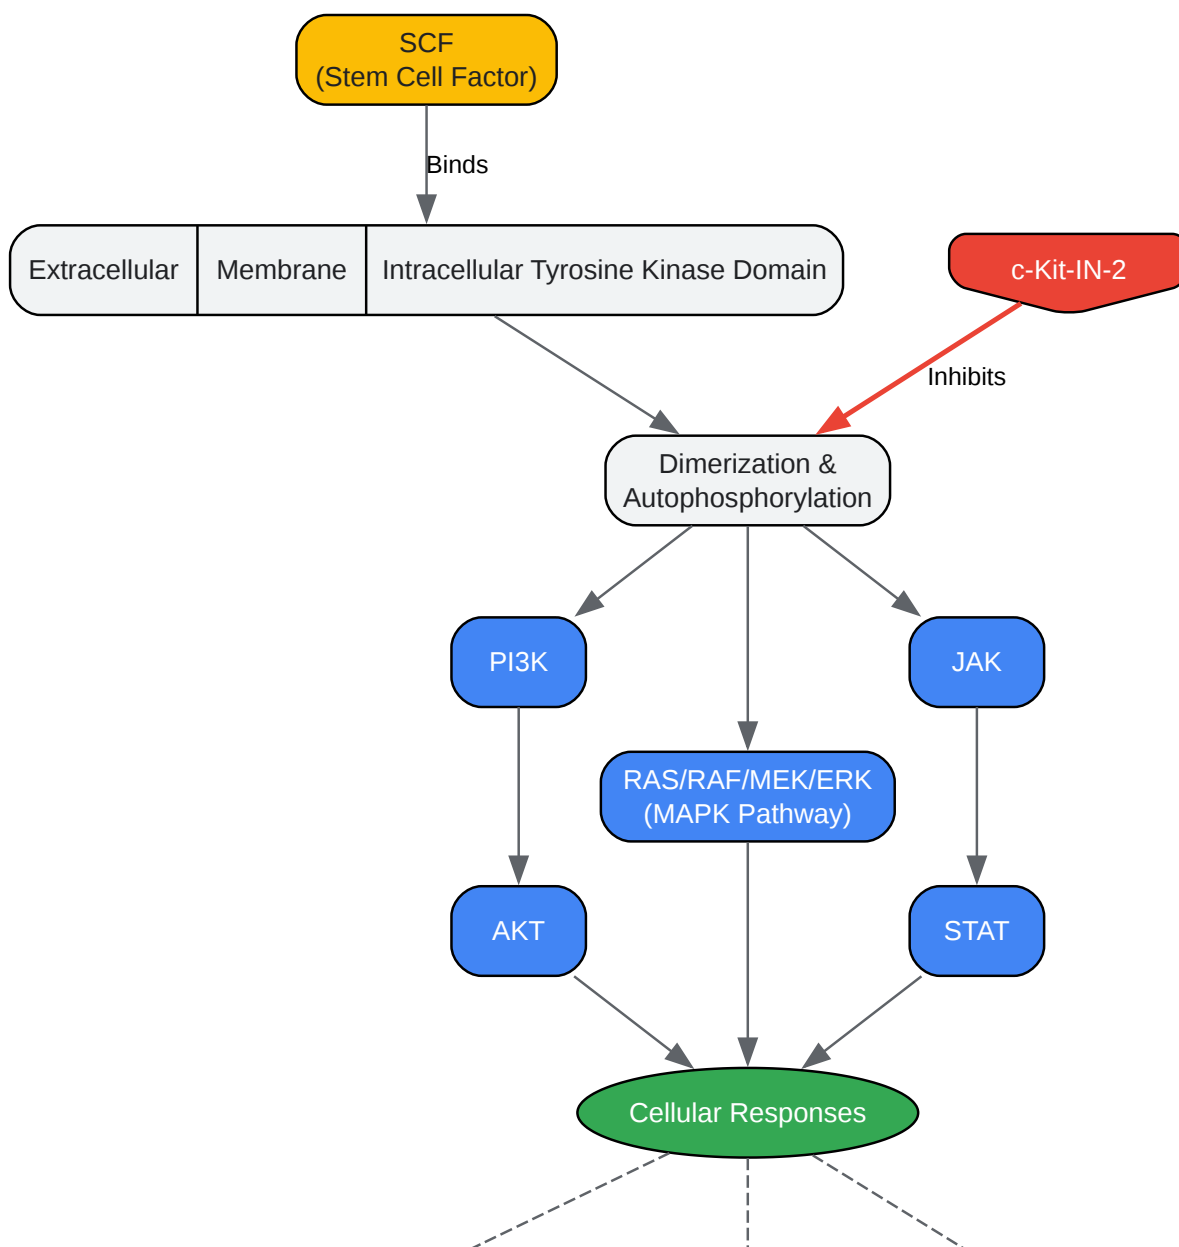 SCF
(Stem Cell Factor)
Binds
Extracellular
Membrane
Intracellular Tyrosine Kinase Domain
c-Kit-IN-2
Inhibits
Dimerization &
Autophosphorylation
PI3K
JAK
RAS/RAF/MEK/ERK
(MAPK Pathway)
AKT
STAT
Cellular Responses